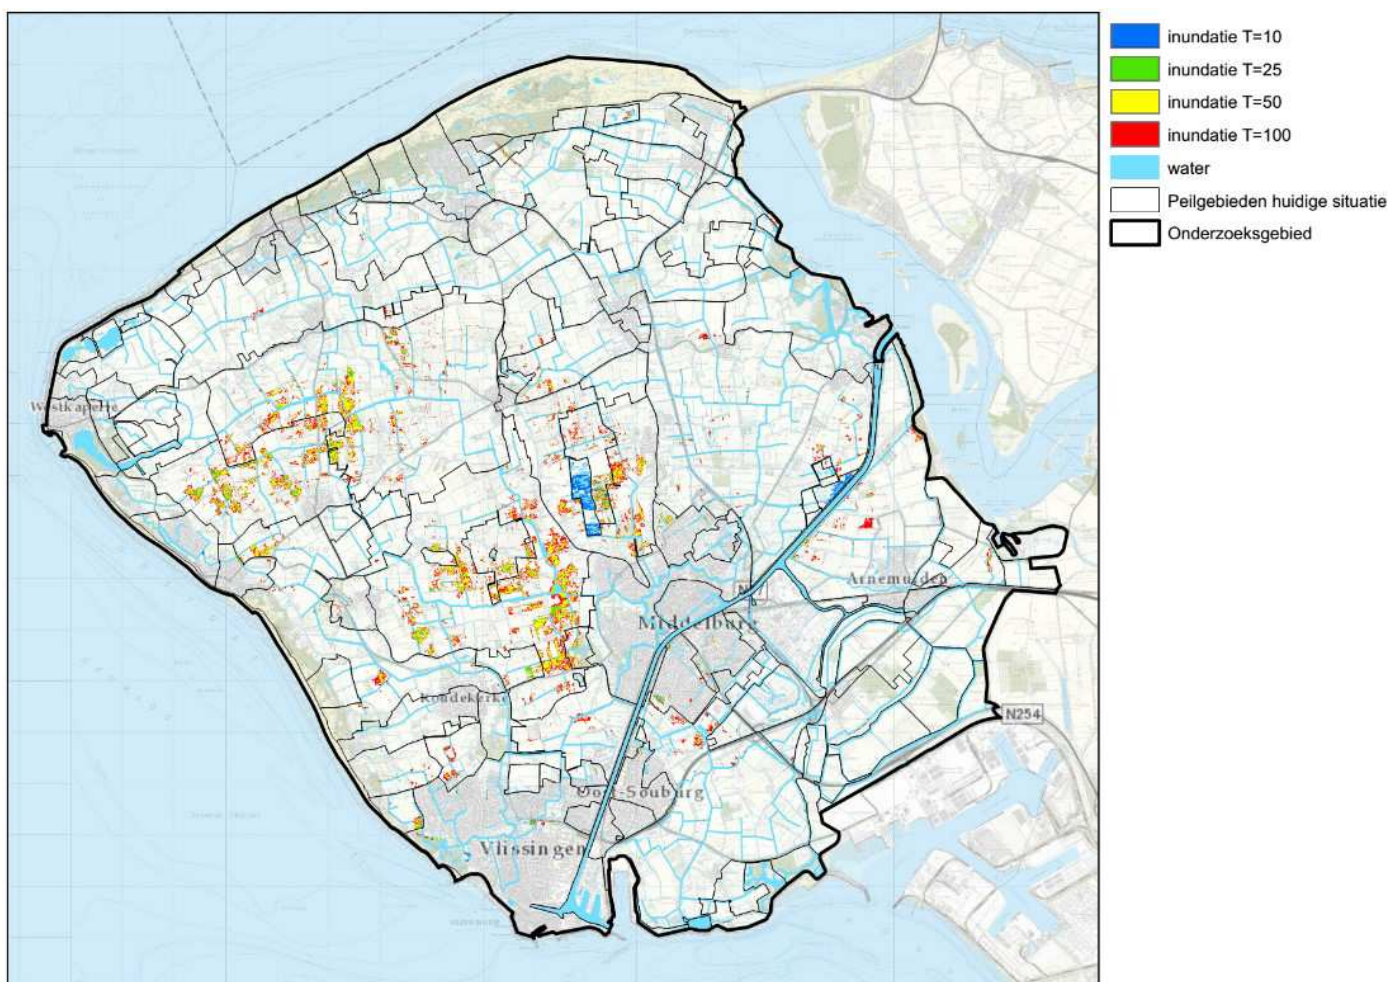 inundatie T=10
inundatie T=25
inundatie T=50
inundatie T=100
water
Peilgebieden huidige situatie
Onderzoeksgebied
Westkapelle
Arnemuiden
Middelburg
Koudekerke
N254
Oost-Souburg
Vlissingen